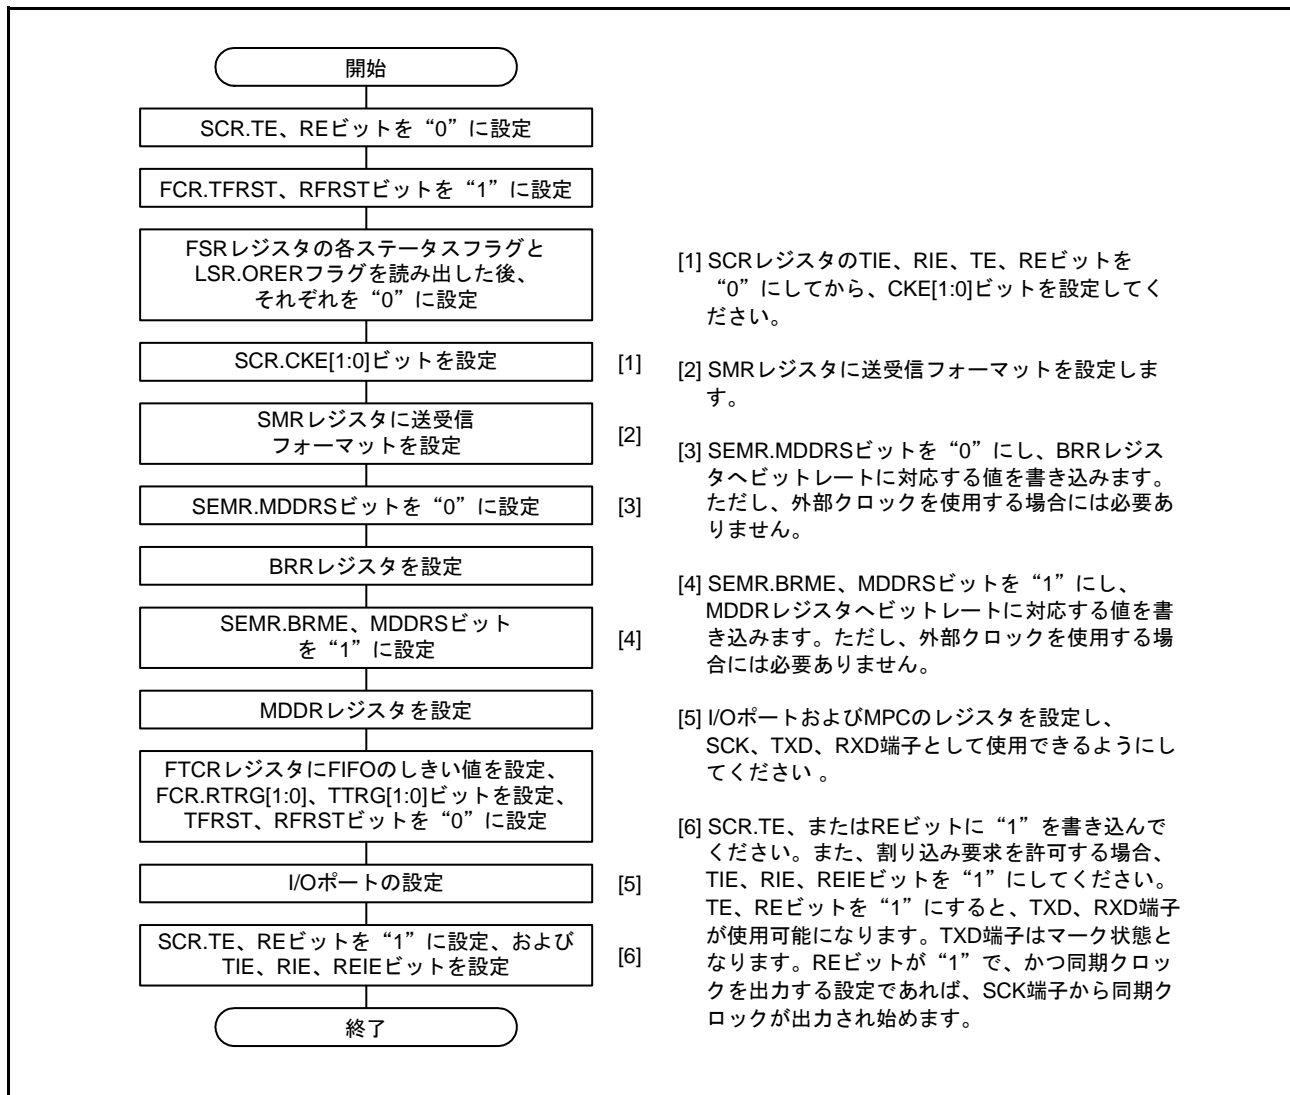 開始
SCR.TE、REビットを“0”に設定
FCR.TFRST、RFRSTビットを“1”に設定
FSRレジスタの各ステータスフラグと
LSR.ORERフラグを読み出した後、
それぞれを“0”に設定
SCR.CKE[1:0]ビットを設定
[1]
SMRレジスタに送受信
フォーマットを設定
[2]
SEMR.MDDRSビットを“0”に設定
[3]
BRRレジスタを設定
SEMR.BRME、MDDRSビット
を“1”に設定
[4]
MDDRレジスタを設定
FTCRレジスタにFIFOのしきい値を設定、
FCR.RTRG[1:0]、TTRG[1:0]ビットを設定、
TFRST、RFRSTビットを“0”に設定
I/Oポートの設定
[5]
SCR.TE、REビットを“1”に設定、および
TIE、RIE、REIEビットを設定
[6]
終了
[1] SCRレジスタのTIE、RIE、TE、REビットを
“0”にしてから、CKE[1:0]ビットを設定してく
ださい。
[2] SMRレジスタに送受信フォーマットを設定しま
す。
[3] SEMR.MDDRSビットを“0”にし、BRRレジス
タへビットレートに対応する値を書き込みます。
ただし、外部クロックを使用する場合には必要あ
りません。
[4] SEMR.BRME、MDDRSビットを“1”にし、
MDDRレジスタへビットレートに対応する値を書
き込みます。ただし、外部クロックを使用する場
合には必要ありません。
[5] I/OポートおよびMPCのレジスタを設定し、
SCK、TXD、RXD端子として使用できるようにし
てください 。
[6] SCR.TE、またはREビットに“1”を書き込んで
ください。また、割り込み要求を許可する場合、
TIE、RIE、REIEビットを“1”にしてください。
TE、REビットを“1”にすると、TXD、RXD端子
が使用可能になります。TXD端子はマーク状態と
なります。REビットが“1”で、かつ同期クロッ
クを出力する設定であれば、SCK端子から同期ク
ロックが出力され始めます。